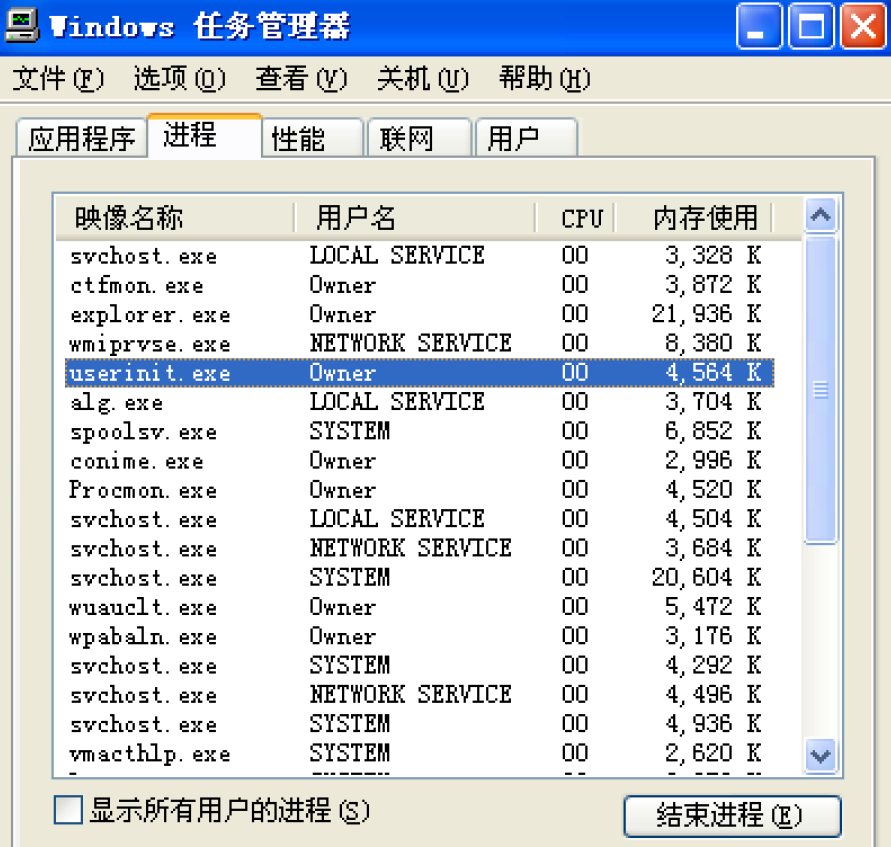 Windows 任务管理器
文件(F) 选项(O) 查看(V) 关机(U) 帮助(H)
应用程序 进程 性能 联网 用户
映像名称 用户名 CPU 内存使用
svchost.exe LOCAL SERVICE 00 3,328 K
ctfmon.exe Owner 00 3,872 K
explorer.exe Owner 00 21,936 K
wmiprvse.exe NETWORK SERVICE 00 8,380 K
userinit.exe Owner 00 4,564 K
alg.exe LOCAL SERVICE 00 3,704 K
spoolsv.exe SYSTEM 00 6,852 K
conime.exe Owner 00 2,996 K
Procmon.exe Owner 00 4,520 K
svchost.exe LOCAL SERVICE 00 4,504 K
svchost.exe NETWORK SERVICE 00 3,684 K
svchost.exe SYSTEM 00 20,604 K
wuauclt.exe Owner 00 5,472 K
wpabaln.exe Owner 00 3,176 K
svchost.exe SYSTEM 00 4,292 K
svchost.exe NETWORK SERVICE 00 4,496 K
svchost.exe SYSTEM 00 4,936 K
vmacthlp.exe SYSTEM 00 2,620 K
显示所有用户的进程(S) 结束进程(E)